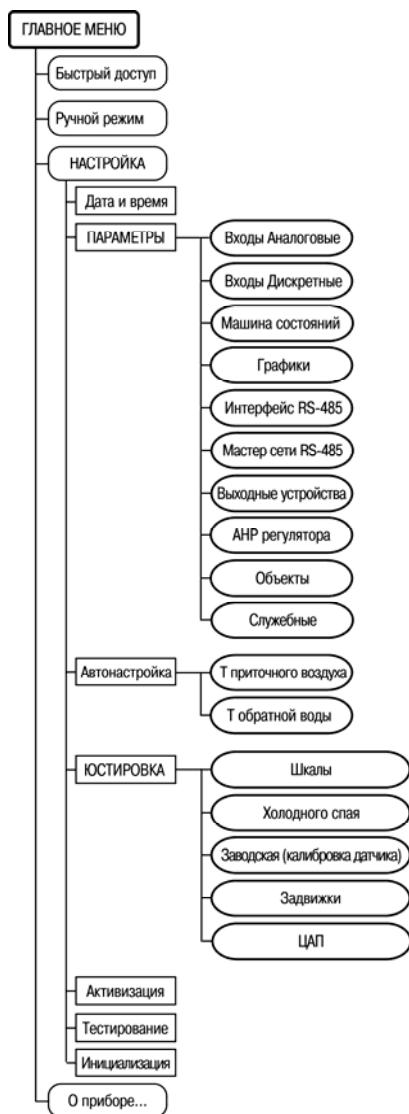 ГЛАВНОЕ МЕНЮ
Быстрый доступ
Ручной режим
НАСТРОЙКА
Дата и время
ПАРАМЕТРЫ
Входы Аналоговые
Входы Дискретные
Машина состояний
Графики
Интерфейс RS-485
Мастер сети RS-485
Выходные устройства
АНР регулятора
Объекты
Служебные
Автонастройка
Т приточного воздуха
Т обратной воды
ЮСТИРОВКА
Шкалы
Холодного спая
Заводская (калибровка датчика)
Задвижки
ЦАП
Активизация
Тестирование
Инициализация
О приборе...